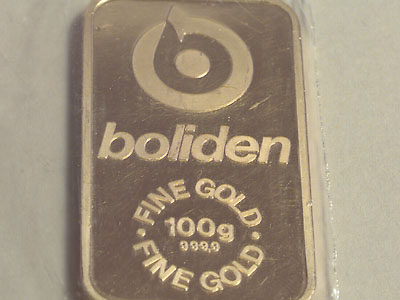 boliden
• FINE GOLD •
100g
999,9
FINE GOLD